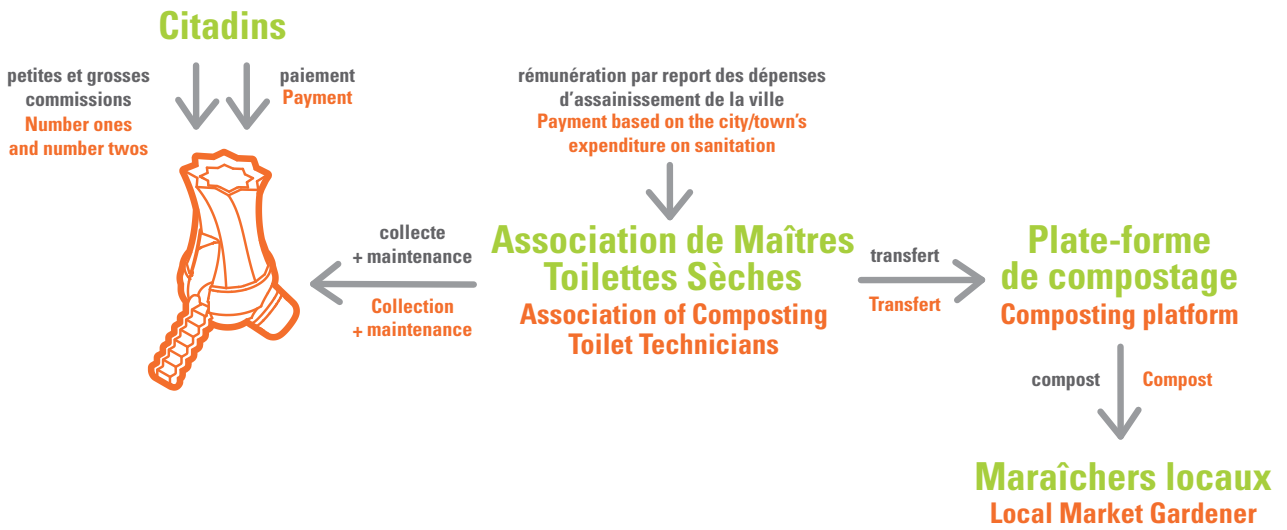 Citadins
petites et grosses
commissions
Number ones
and number twos
paiement
Payment
rémunération par report des dépenses
d’assainissement de la ville
Payment based on the city/town’s
expenditure on sanitation
collecte
+ maintenance
Collection
+ maintenance
Association de Maîtres
Toilettes Sèches
Association of Composting
Toilet Technicians
transfert
Transfert
Plate-forme
de compostage
Composting platform
compost
Compost
Maraîchers locaux
Local Market Gardener